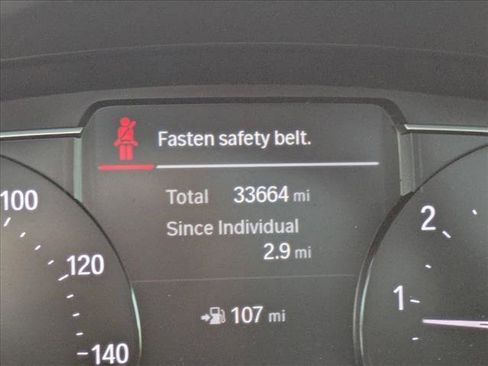 Fasten safety belt.
Total 33664 mi
Since Individual
2.9 mi
107 mi
100
120
140
2
1